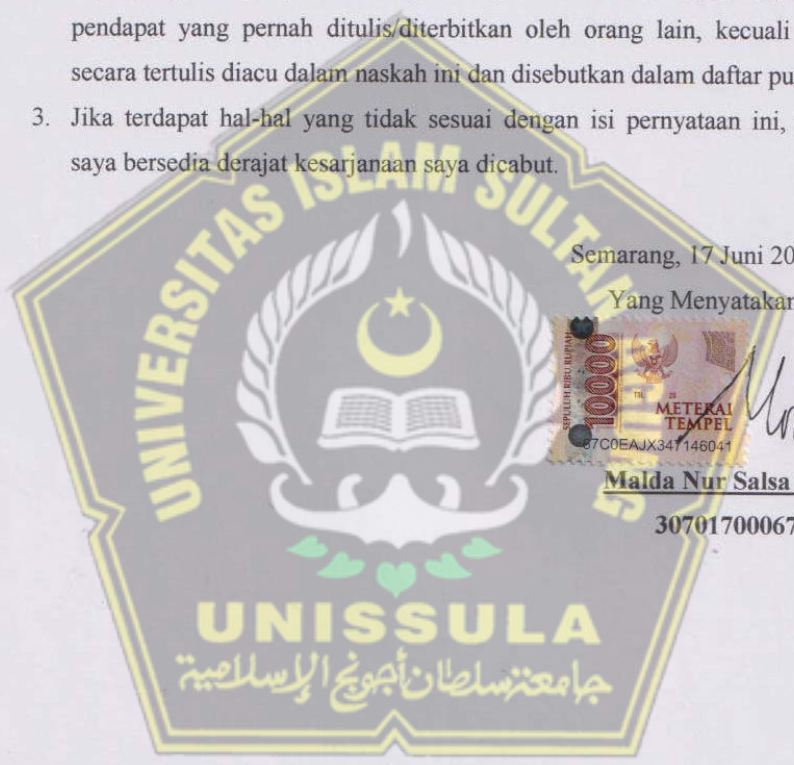 pendapat yang pernah ditulis/diterbitkan oleh orang lain, kecuali
secara tertulis diacu dalam naskah ini dan disebutkan dalam daftar pu
3. Jika terdapat hal-hal yang tidak sesuai dengan isi pernyataan ini,
saya bersedia derajat kesarjanaan saya dicabut.
Semarang, 17 Juni 20
Yang Menyatakan
SEPULUH RIBU RUPIAH
10000
TGL. 20
METERAI
TEMPEL
67C0EAJX347146041
Malda Nur Salsa
30701700067
UNIVERSITAS ISLAM SULTAN
UNISSULA
جامعة سلطان أجونج الإسلامية